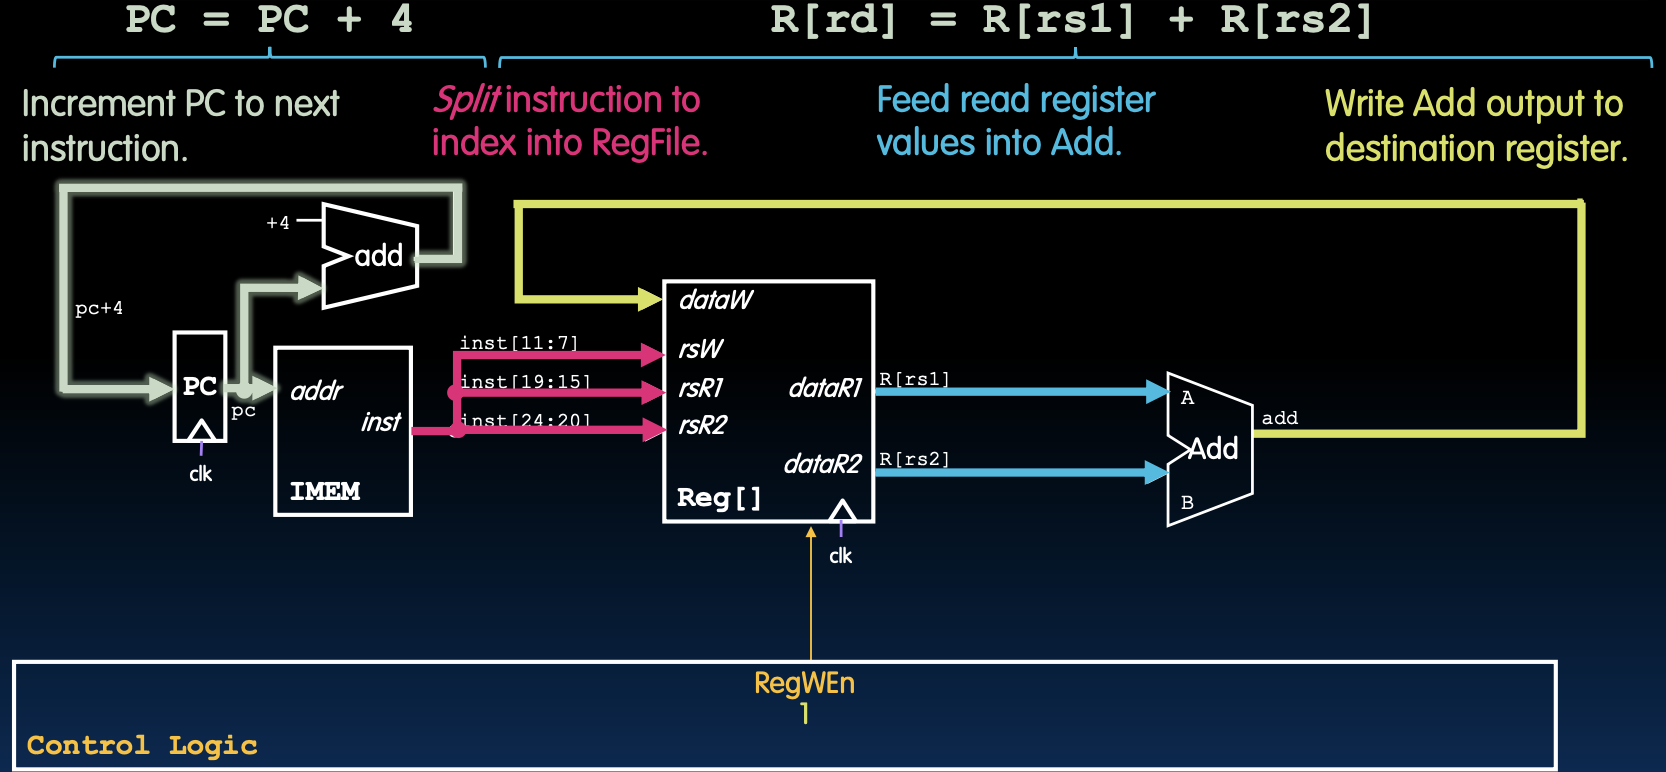 PC = PC + 4
R[rd] = R[rs1] + R[rs2]
Increment PC to next
instruction.
Split instruction to
index into RegFile.
Feed read register
values into Add.
Write Add output to
destination register.
+4
add
pc+4
PC
pc
clk
addr
inst
IMEM
inst[11:7]
inst[19:15]
inst[24:20]
dataW
rsW
rsR1
rsR2
dataR1
dataR2
Reg[]
clk
R[rs1]
R[rs2]
A
Add
B
add
RegWEn
1
Control Logic